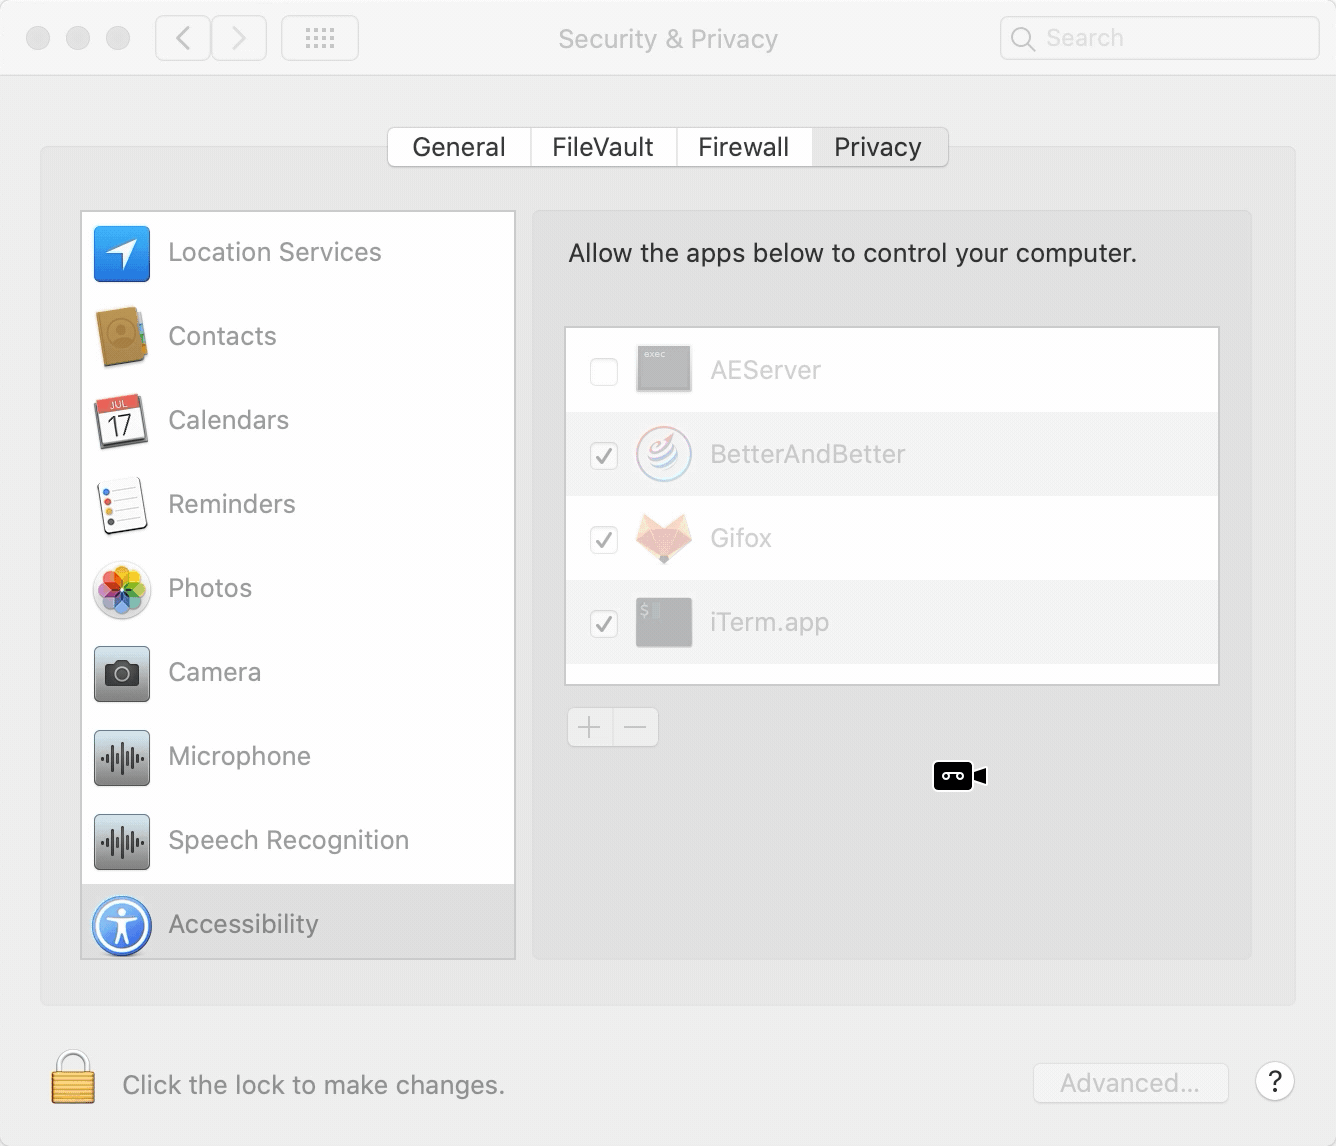 Security & Privacy
Search
General
FileVault
Firewall
Privacy
Location Services
Contacts
JUL
17
Calendars
Reminders
Photos
Camera
Microphone
Speech Recognition
Accessibility
Allow the apps below to control your computer.
exec
AEServer
BetterAndBetter
Gifox
$
iTerm.app
Click the lock to make changes.
Advanced...
?